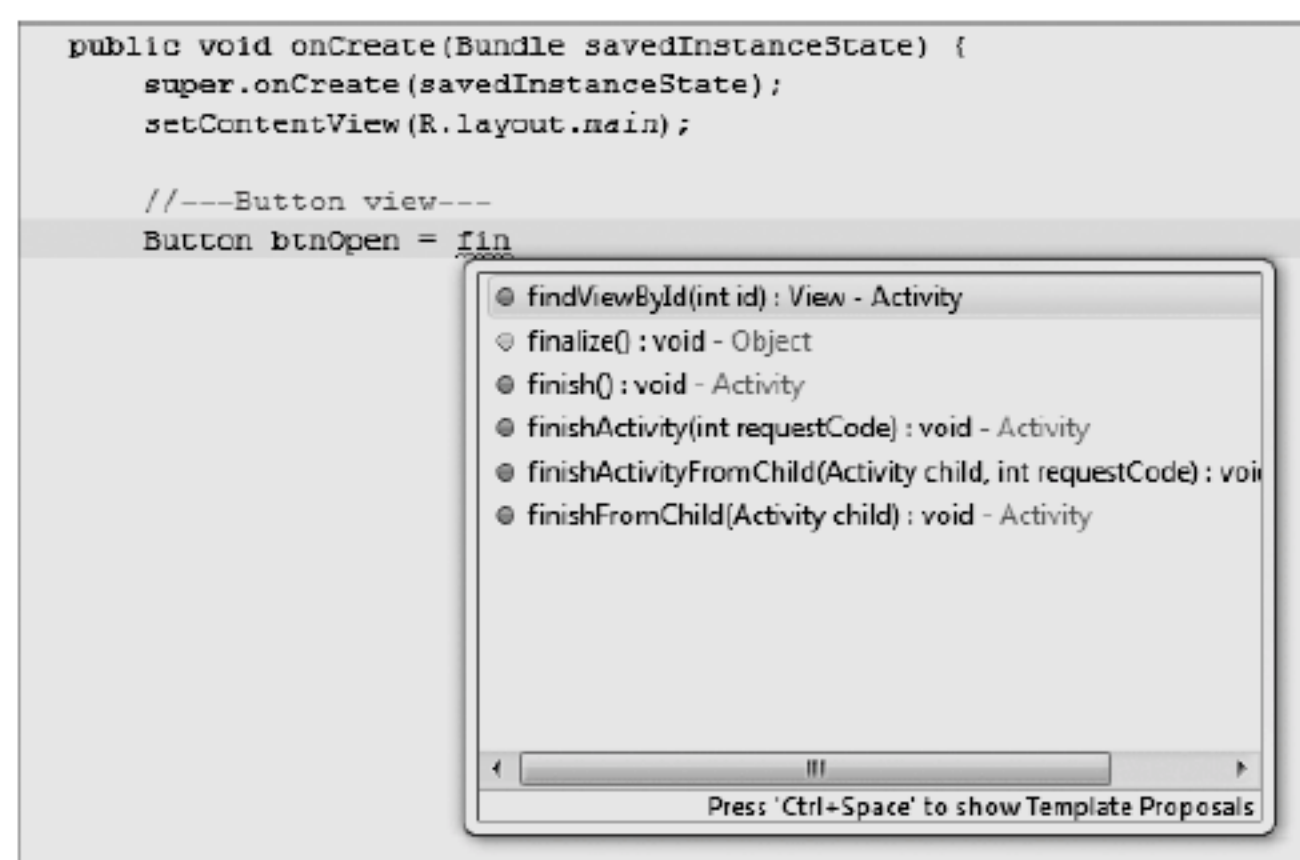 public void onCreate(Bundle savedInstanceState) {
super.onCreate(savedInstanceState);
setContentView(R.layout.main);
//---Button view---
Button btnOpen = fin
findViewById(int id) : View - Activity
finalize() : void - Object
finish() : void - Activity
finishActivity(int requestCode) : void - Activity
finishActivityFromChild(Activity child, int requestCode) : voi
finishFromChild(Activity child) : void - Activity
Press 'Ctrl+Space' to show Template Proposals